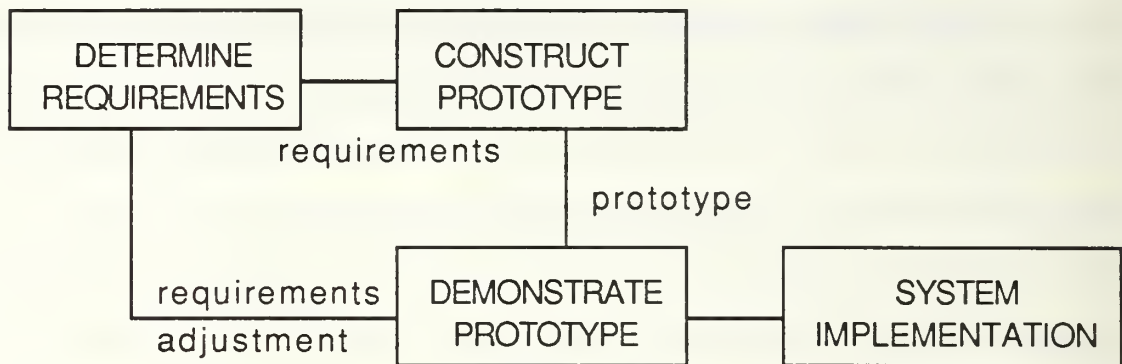 DETERMINE
REQUIREMENTS
CONSTRUCT
PROTOTYPE
requirements
prototype
requirements
adjustment
DEMONSTRATE
PROTOTYPE
SYSTEM
IMPLEMENTATION